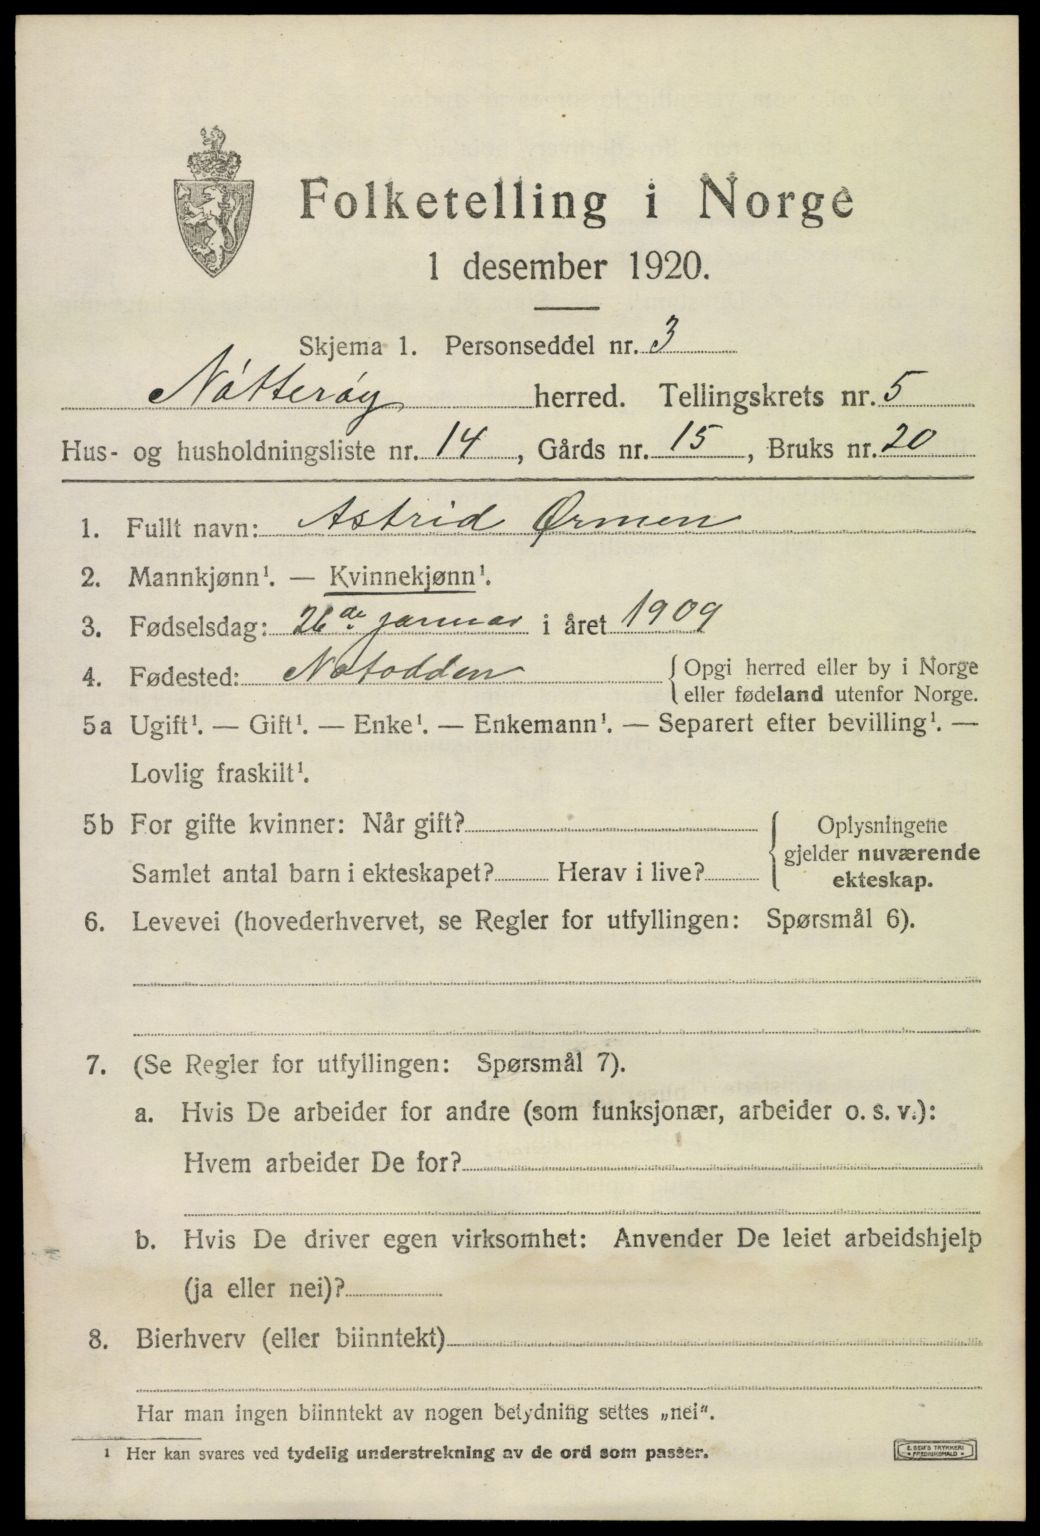 Folketelling i Norge
1 desember 1920.
Skjema 1. Personseddel nr. 3
Nøtterøy herred. Tellingskrets nr. 5
Hus- og husholdningsliste nr. 14, Gårds nr. 15, Bruks nr. 20
1. Fullt navn: Astrid Ørmen
2. Mannkjønn¹. — Kvinnekjønn¹.
3. Fødselsdag: 26de januar i året 1909
4. Fødested: Notodden { Opgi herred eller by i Norge
eller fødeland utenfor Norge.
5a Ugift¹. — Gift¹. — Enke¹. — Enkemann¹. — Separert efter bevilling¹. —
Lovlig fraskilt¹.
5b For gifte kvinner: Når gift? { Oplysningene
gjelder nuværende
Samlet antal barn i ekteskapet? Herav i live? ekteskap.
6. Levevei (hovederhvervet, se Regler for utfyllingen: Spørsmål 6).
7. (Se Regler for utfyllingen: Spørsmål 7).
a. Hvis De arbeider for andre (som funksjonær, arbeider o. s. v.):
Hvem arbeider De for?
b. Hvis De driver egen virksomhet: Anvender De leiet arbeidshjelp
(ja eller nei)?
8. Bierhverv (eller biinntekt)
Har man ingen biinntekt av nogen betydning settes „nei".
¹ Her kan svares ved tydelig understrekning av de ord som passer.
E. SEM'S TRYKKERI
FREDRIKSHALD